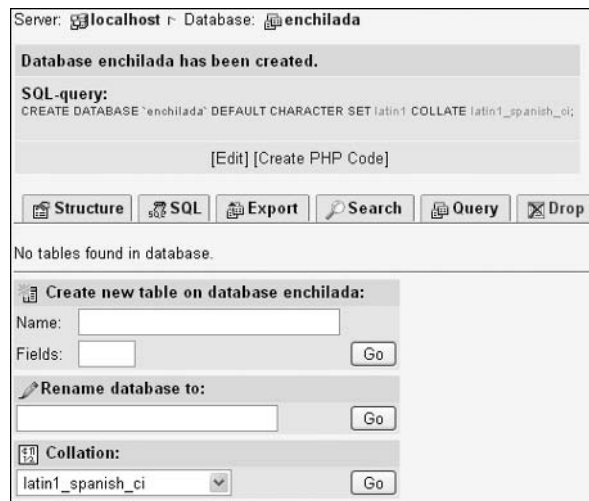 Server: localhost Database: enchilada
Database enchilada has been created.
SQL-query:
CREATE DATABASE `enchilada` DEFAULT CHARACTER SET latin1 COLLATE latin1_spanish_ci;
[Edit] [Create PHP Code]
Structure SQL Export Search Query Drop
No tables found in database.
Create new table on database enchilada:
Name:
Fields: Go
Rename database to:
Go
Collation:
latin1_spanish_ci Go